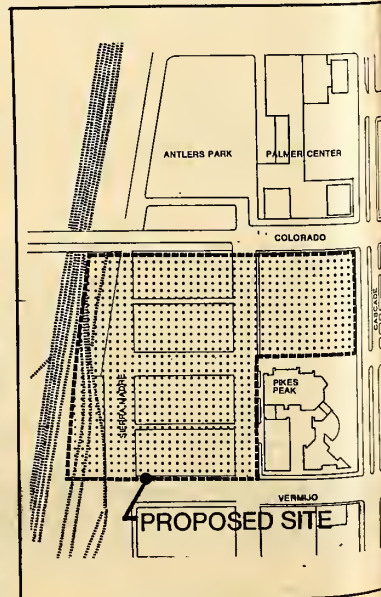 ANTLERS PARK
PALMER CENTER
COLORADO
CASCADE
SIERRA MADRE
PIKES
PEAK
VERMIJO
PROPOSED SITE